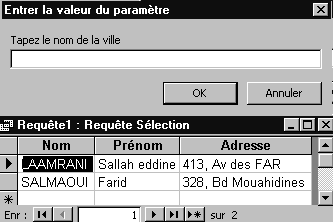 Entrer la valeur du paramètre
Tapez le nom de la ville
OK Annuler
Requête1 : Requête Sélection
Nom Prénom Adresse
LAAMRANI Sallah eddine 413, Av des FAR
SALMAOUI Farid 328, Bd Mouahidines
Enr : 1 sur 2